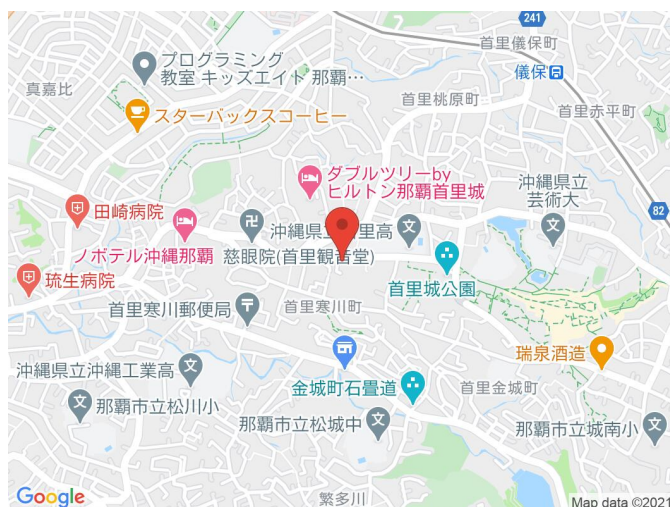 241
首里儀保町
プログラミング
教室 キッズエイト 那覇…
儀保
真嘉比
首里桃原町
首里赤平町
スターバックスコーヒー
ダブルツリーby
ヒルトン那覇首里城
沖縄県立
芸術大
82
田崎病院
ノボテル沖縄那覇
慈眼院(首里観音堂)
首里城公園
琉生病院
首里寒川郵便局
首里寒川町
瑞泉酒造
沖縄県立沖縄工業高
金城町石畳道
首里金城町
那覇市立松川小
那覇市立松城中
那覇市立城南小
繁多川
Google
Map data ©2021